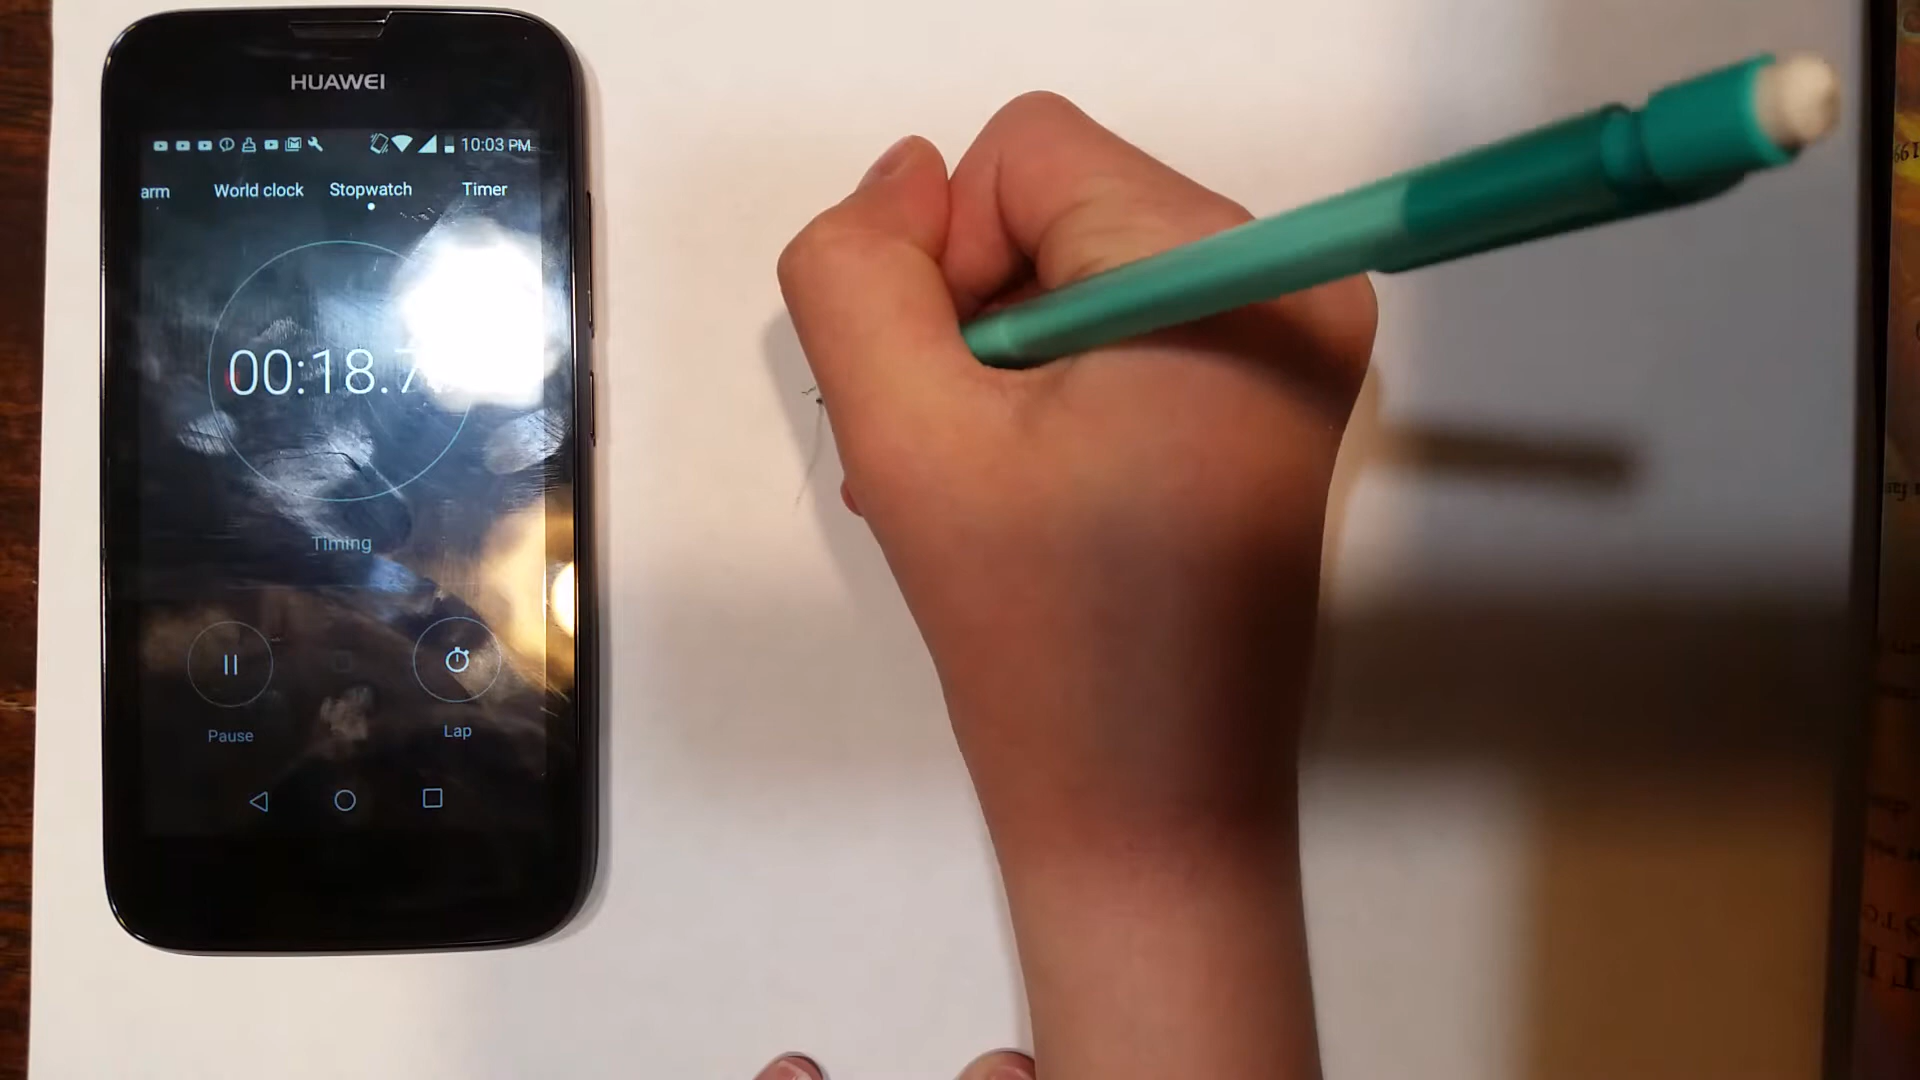 HUAWEI
10:03 PM
arm World clock Stopwatch Timer
00:18.7
Timing
Pause Lap